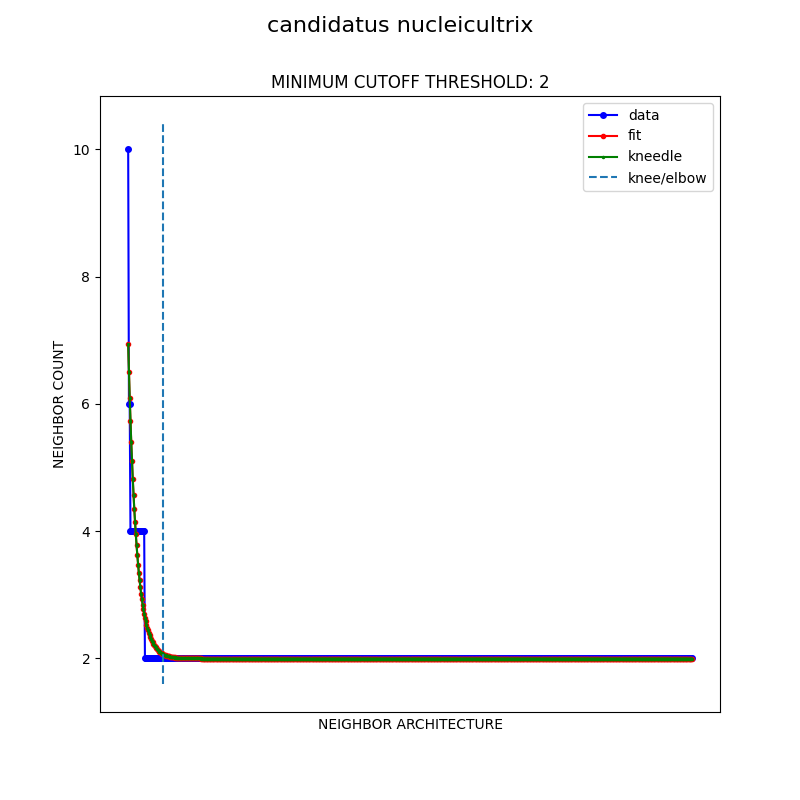 candidatus nucleicultrix
MINIMUM CUTOFF THRESHOLD: 2
data
fit
kneedle
knee/elbow
10
8
6
4
2
NEIGHBOR COUNT
NEIGHBOR ARCHITECTURE